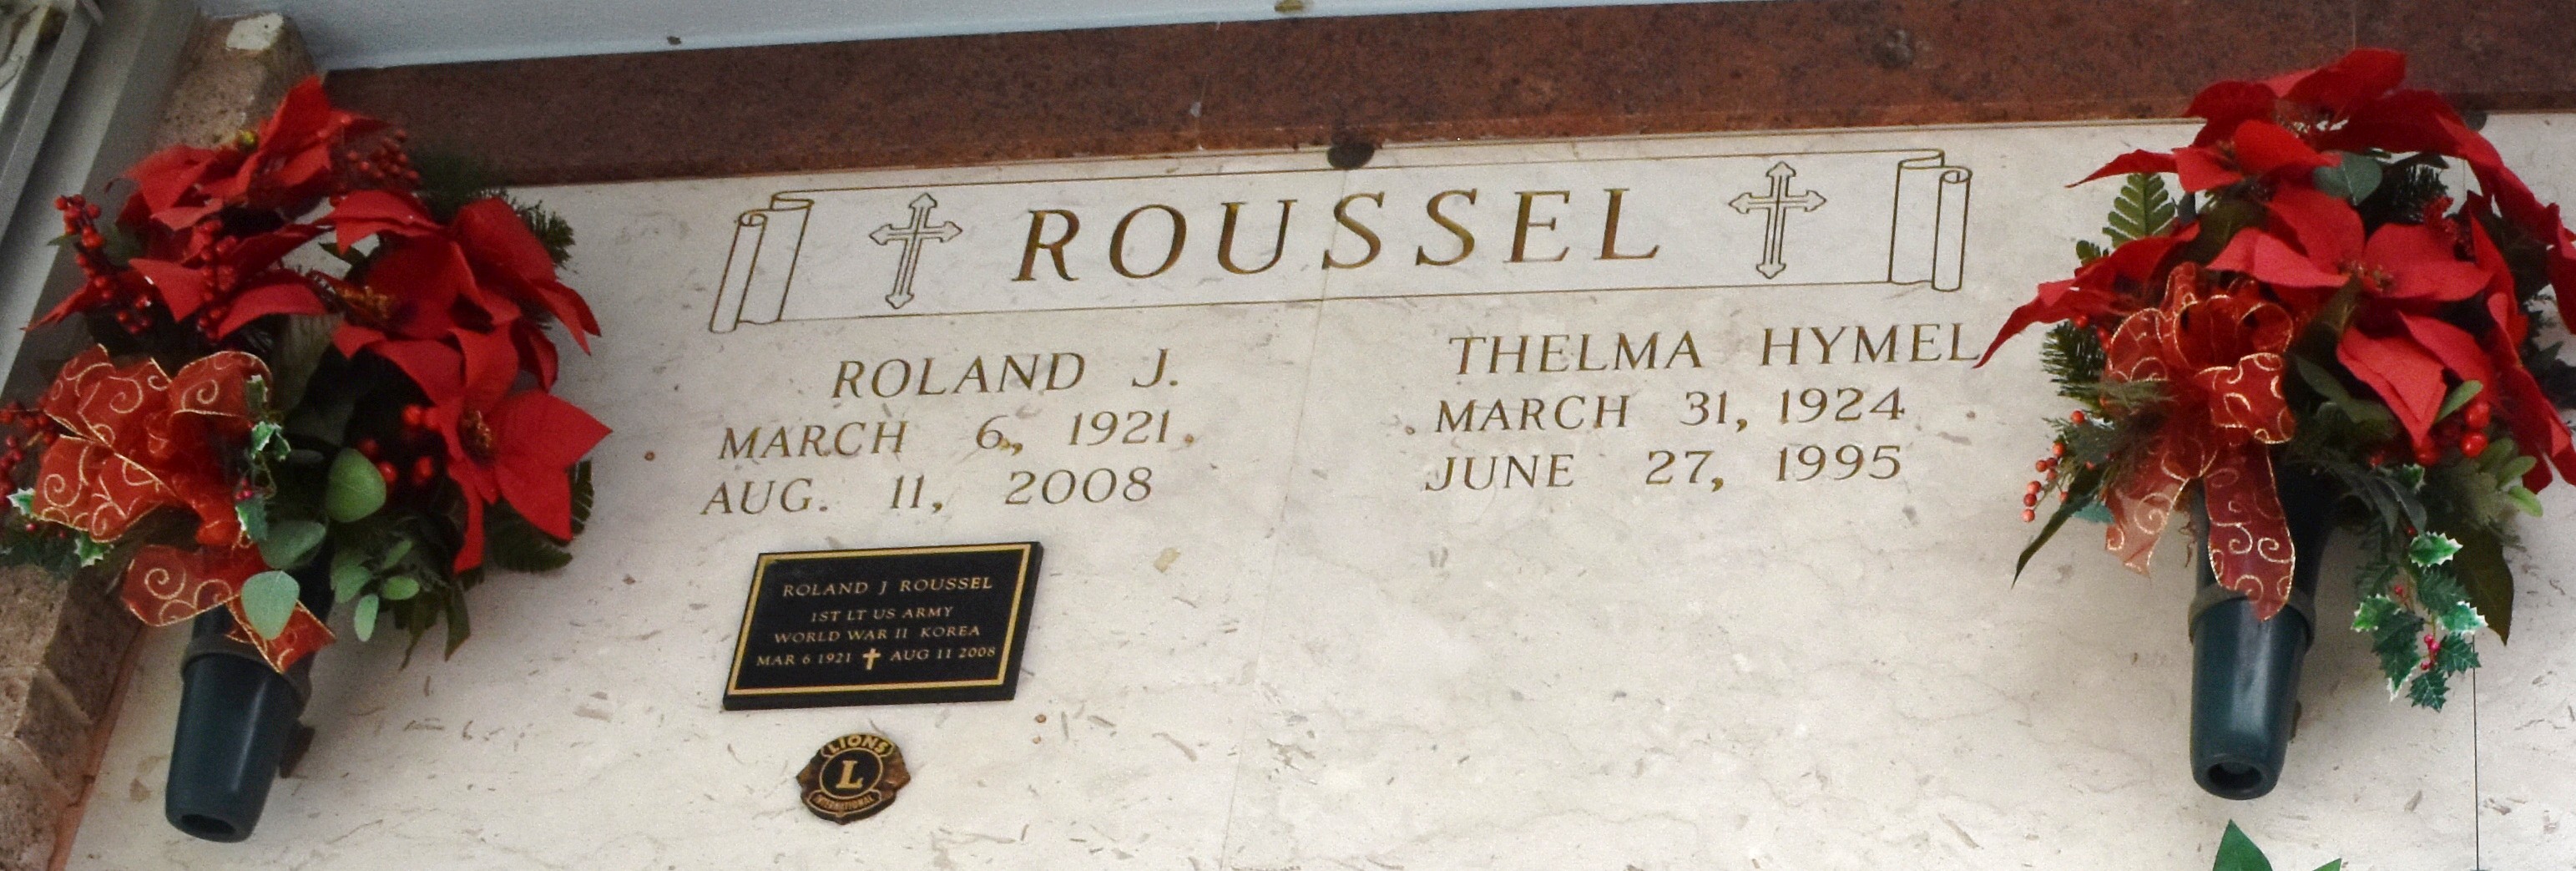 ROUSSEL
ROLAND J.
MARCH 6, 1921
AUG. 11, 2008
THELMA HYMEL
MARCH 31, 1924
JUNE 27, 1995
ROLAND J ROUSSEL
1ST LT US ARMY
WORLD WAR II KOREA
MAR 6 1921 AUG 11 2008
LIONS
L
INTERNATIONAL